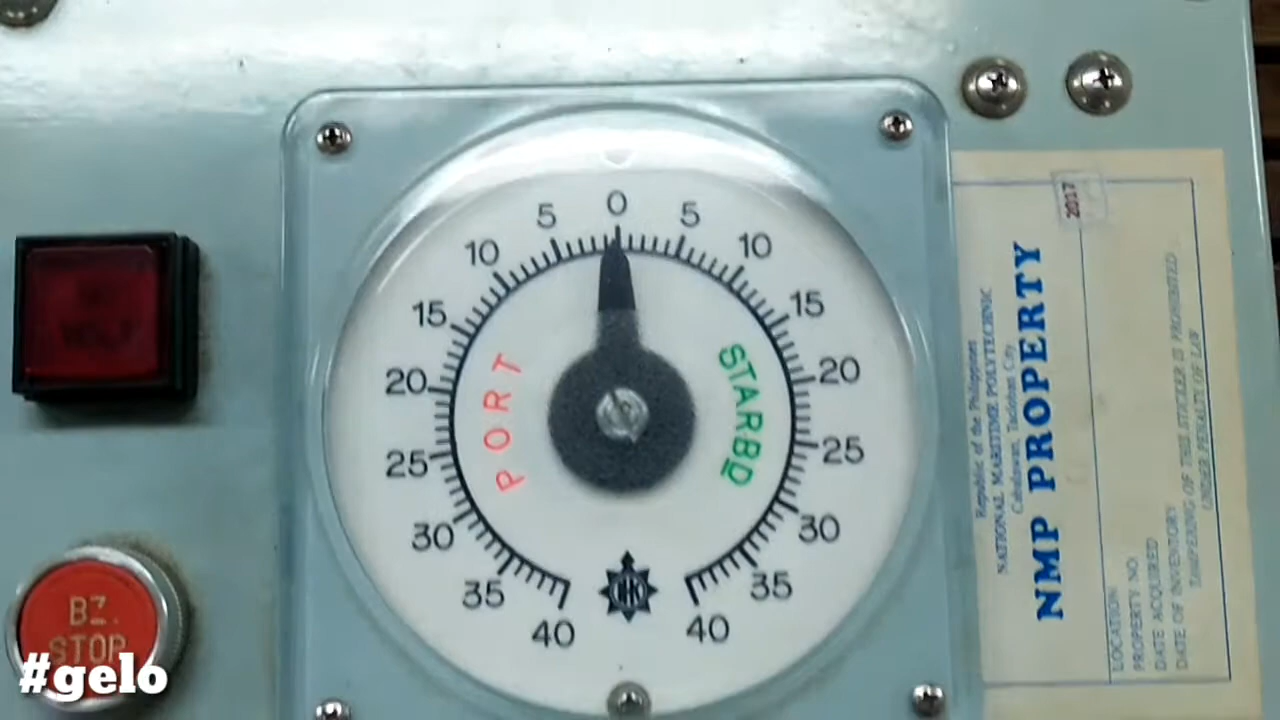 0
5
5
10
10
15
15
20
20
25
25
30
30
35
35
40
40
PORT
STARBD
BZ.
STOP
#gelo
2017
Republic of the Philippines
NATIONAL MARITIME POLYTECHNIC
Cabalawan, Tacloban City
NMP PROPERTY
LOCATION
PROPERTY NO.
DATE ACQUIRED
DATE OF INVENTORY
TAMPERING OF THIS STICKER IS PROHIBITED
UNDER PENALTY OF LAW